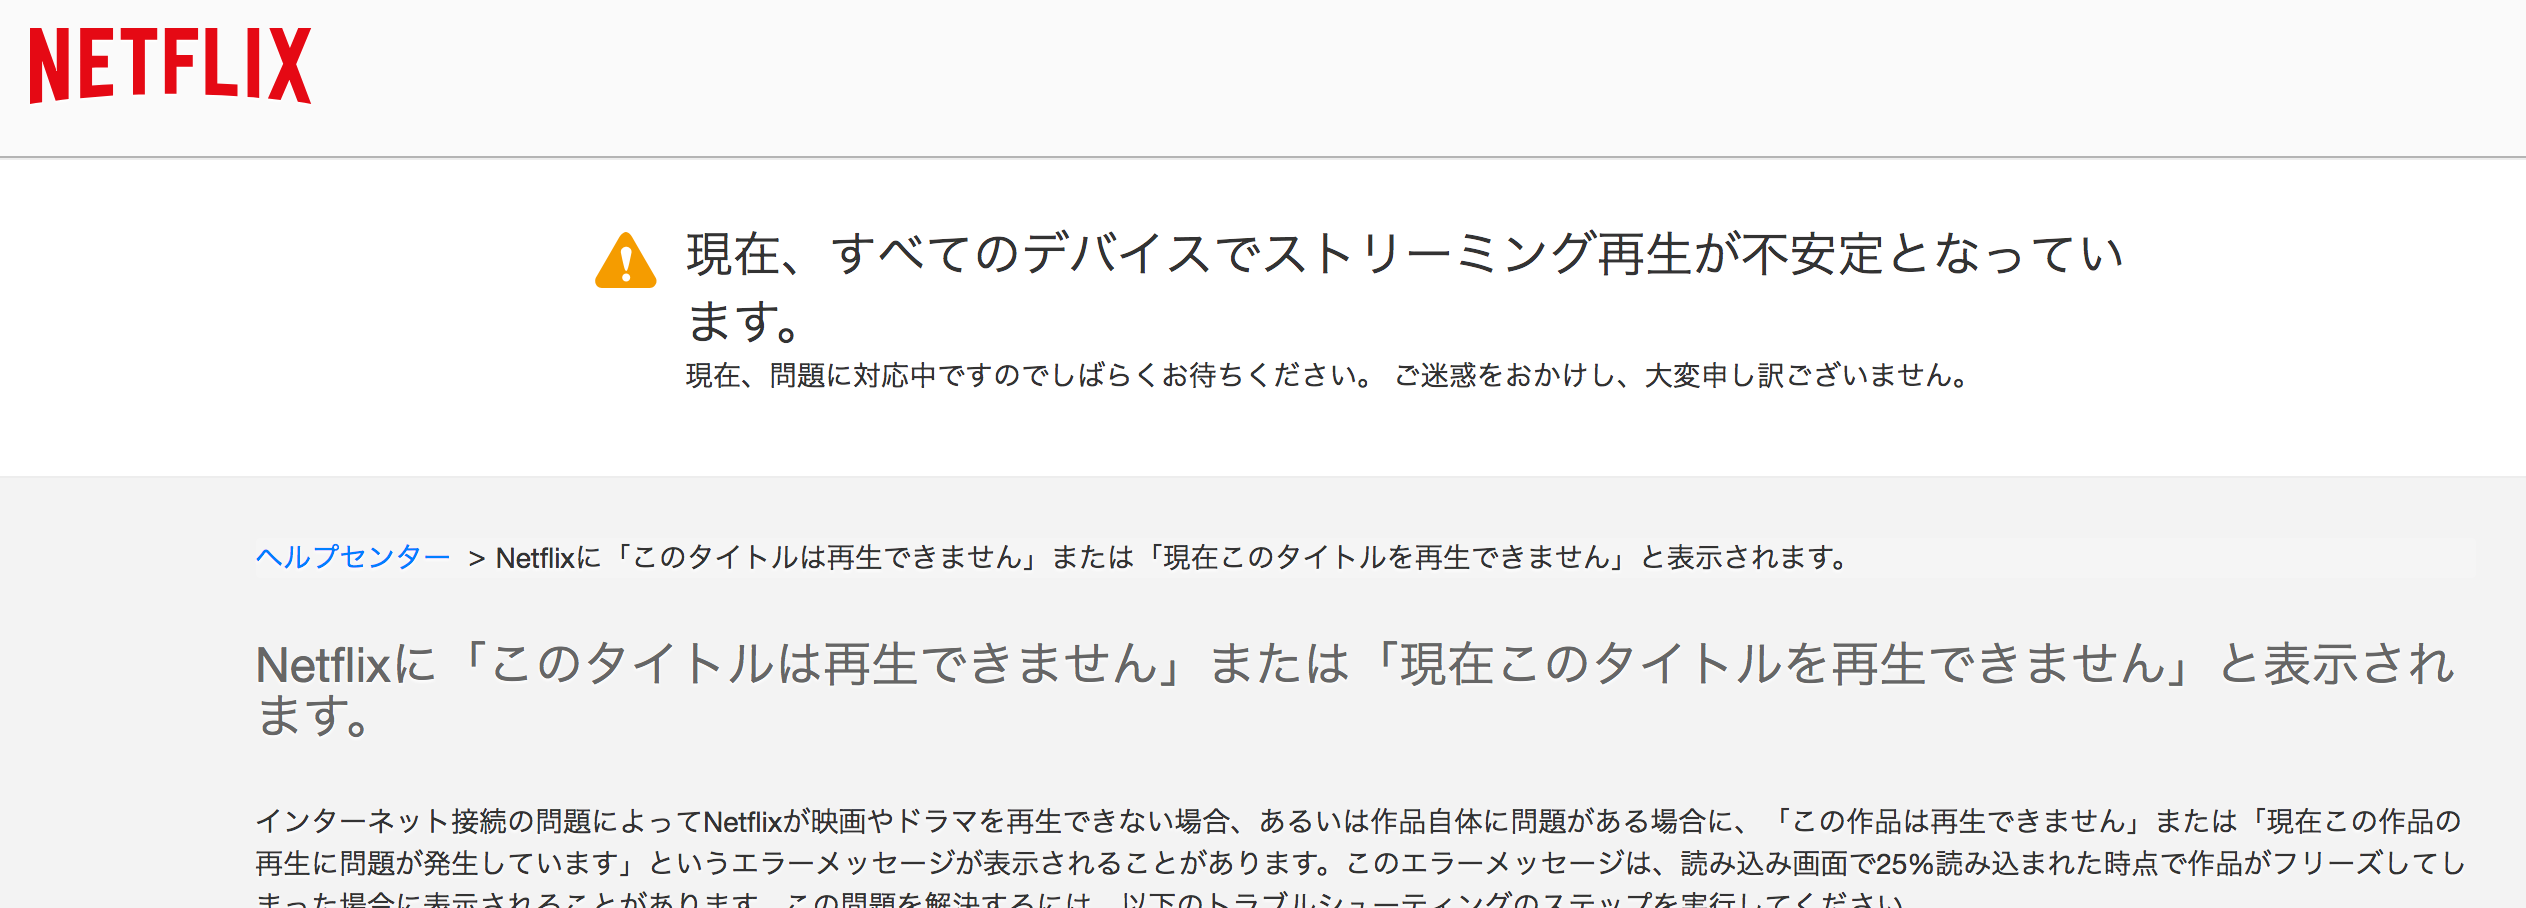 NETFLIX
現在、すべてのデバイスでストリーミング再生が不安定となってい
ます。
現在、問題に対応中ですのでしばらくお待ちください。 ご迷惑をおかけし、大変申し訳ございません。
ヘルプセンター > Netflixに「このタイトルは再生できません」または「現在このタイトルを再生できません」と表示されます。
Netflixに「このタイトルは再生できません」または「現在このタイトルを再生できません」と表示され
ます。
インターネット接続の問題によってNetflixが映画やドラマを再生できない場合、あるいは作品自体に問題がある場合に、「この作品は再生できません」または「現在この作品の
再生に問題が発生しています」というエラーメッセージが表示されることがあります。このエラーメッセージは、読み込み画面で25%読み込まれた時点で作品がフリーズしてし
まった場合に表示されることがあります。この問題を解決するには、以下のトラブルシューティングのステップを実行してください。